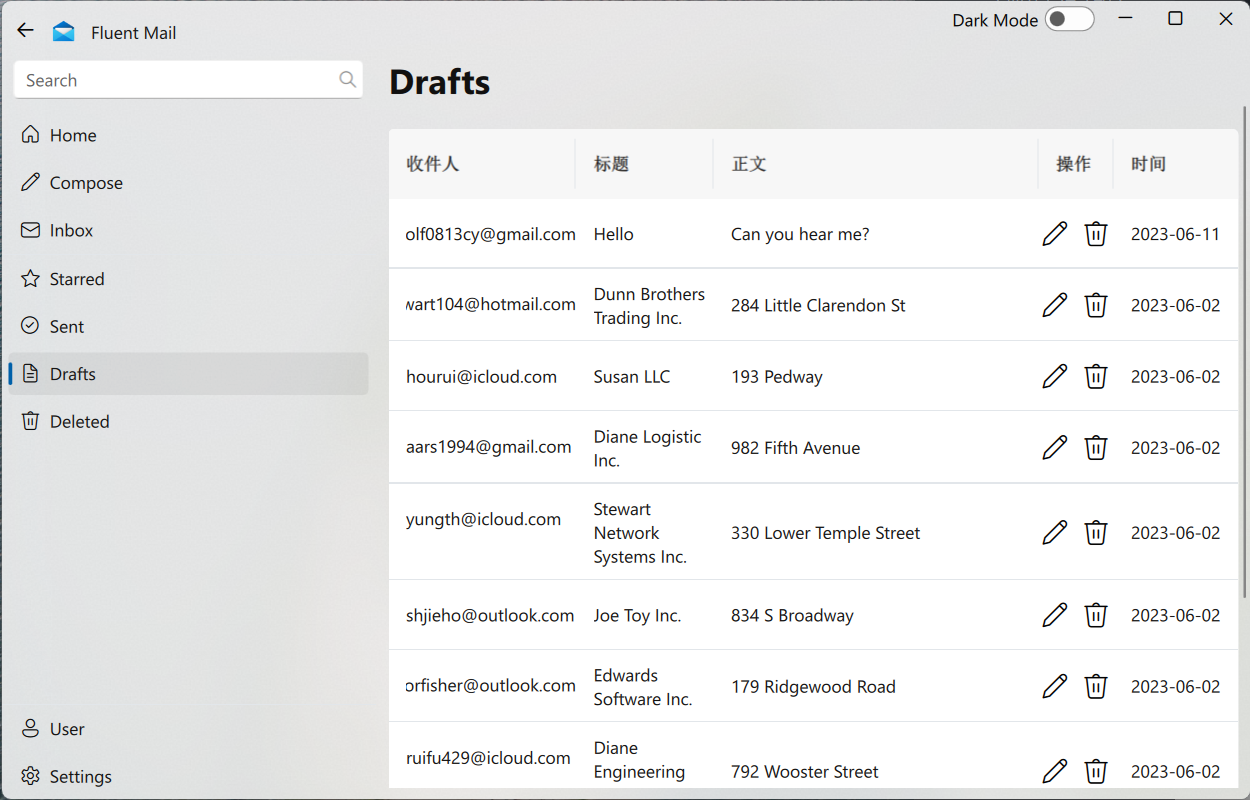 Fluent Mail
Dark Mode
Search
Home
Compose
Inbox
Starred
Sent
Drafts
Deleted
User
Settings
Drafts
收件人 标题 正文 操作 时间
olf0813cy@gmail.com Hello Can you hear me? 2023-06-11
wart104@hotmail.com Dunn Brothers Trading Inc. 284 Little Clarendon St 2023-06-02
hourui@icloud.com Susan LLC 193 Pedway 2023-06-02
aars1994@gmail.com Diane Logistic Inc. 982 Fifth Avenue 2023-06-02
yungth@icloud.com Stewart Network Systems Inc. 330 Lower Temple Street 2023-06-02
shjieho@outlook.com Joe Toy Inc. 834 S Broadway 2023-06-02
orfisher@outlook.com Edwards Software Inc. 179 Ridgewood Road 2023-06-02
ruifu429@icloud.com Diane Engineering 792 Wooster Street 2023-06-02